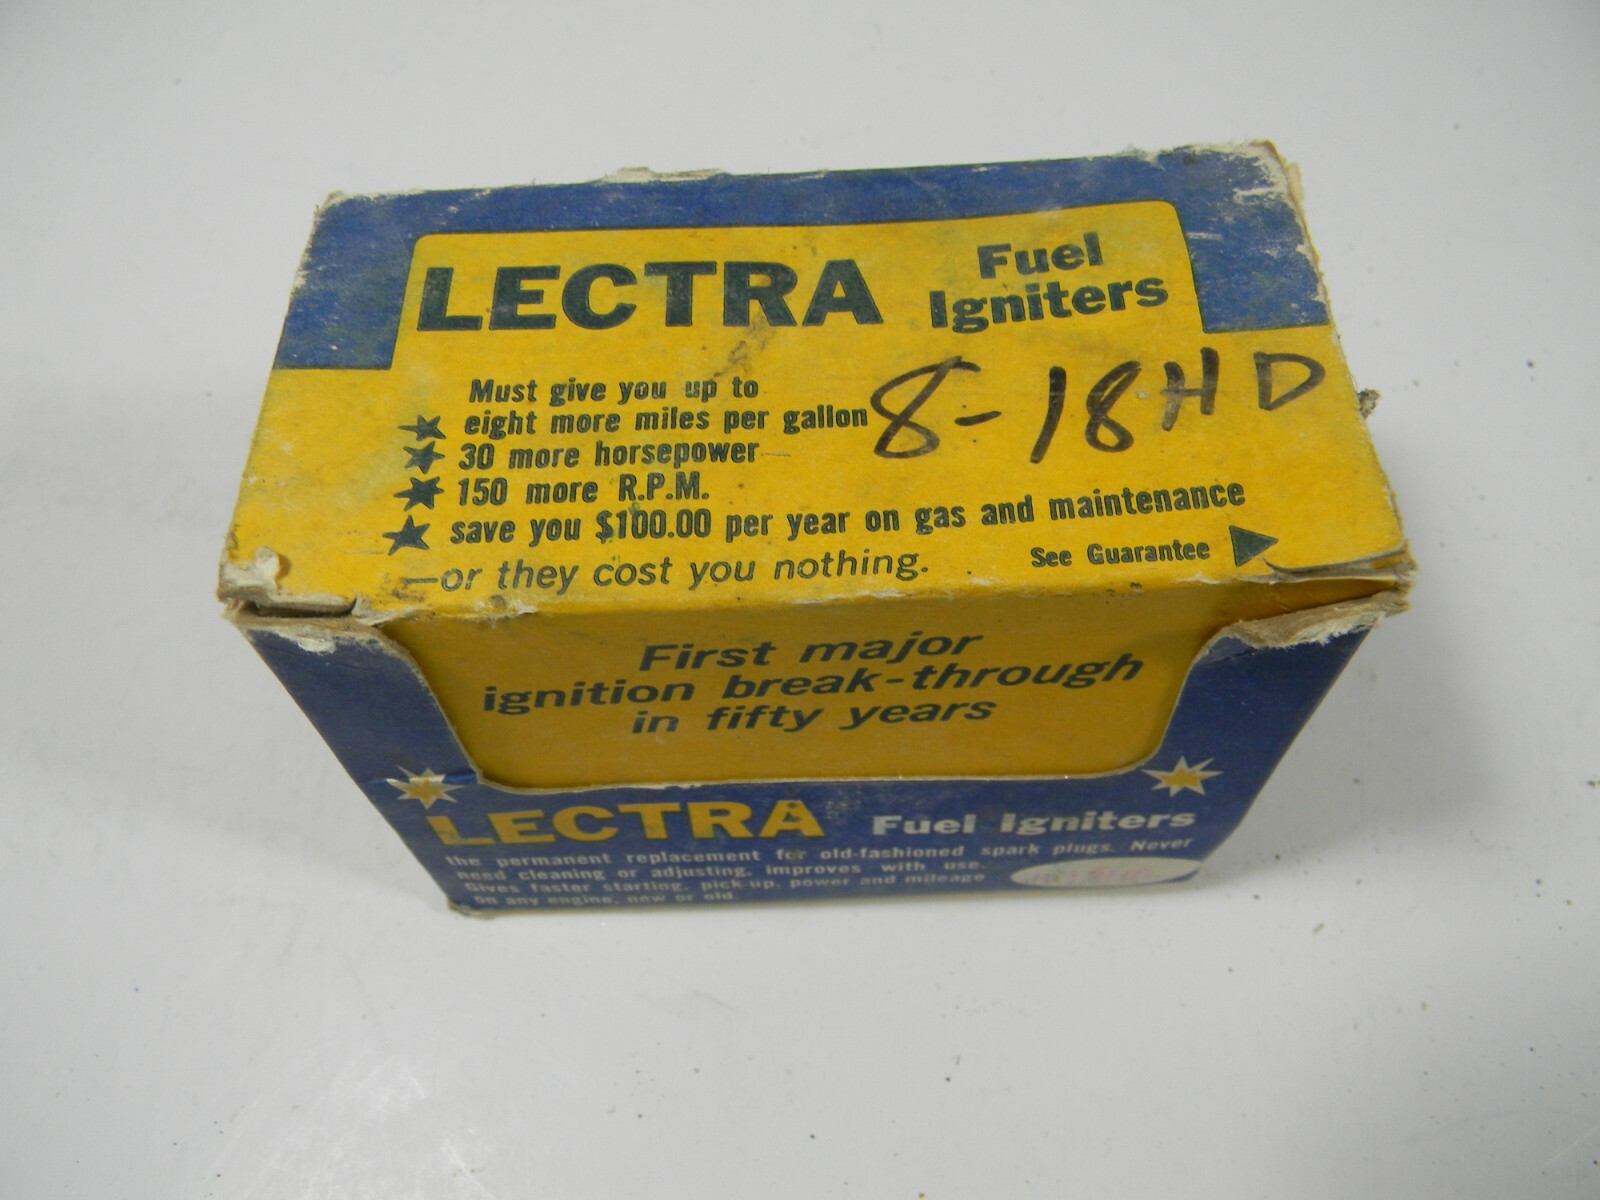 LECTRA Fuel Igniters
Must give you up to
eight more miles per gallon
8-18HD
30 more horsepower
150 more R.P.M.
save you $100.00 per year on gas and maintenance
—or they cost you nothing.
See Guarantee
First major
ignition break-through
in fifty years
LECTRA Fuel Igniters
the permanent replacement for old-fashioned spark plugs. Never
need cleaning or adjusting, improves with use.
Gives faster starting, pick-up, power and mileage
on any engine, new or old.